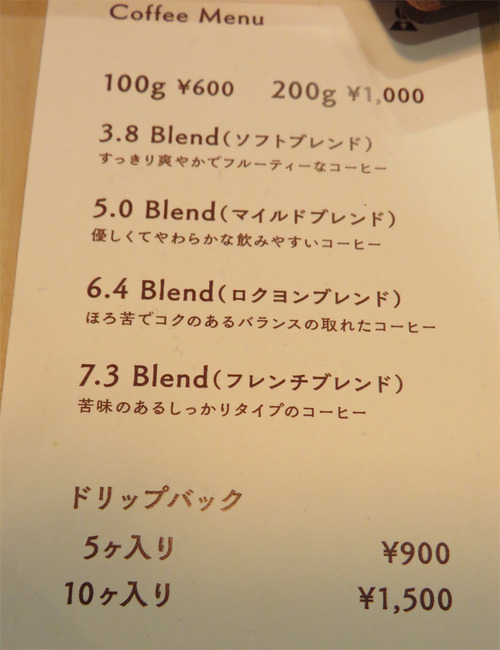 Coffee Menu
100g ¥600 200g ¥1,000
3.8 Blend(ソフトブレンド)
すっきり爽やかでフルーティーなコーヒー
5.0 Blend(マイルドブレンド)
優しくてやわらかな飲みやすいコーヒー
6.4 Blend(ロクヨンブレンド)
ほろ苦でコクのあるバランスの取れたコーヒー
7.3 Blend(フレンチブレンド)
苦味のあるしっかりタイプのコーヒー
ドリップバック
5ヶ入り ¥900
10ヶ入り ¥1,500